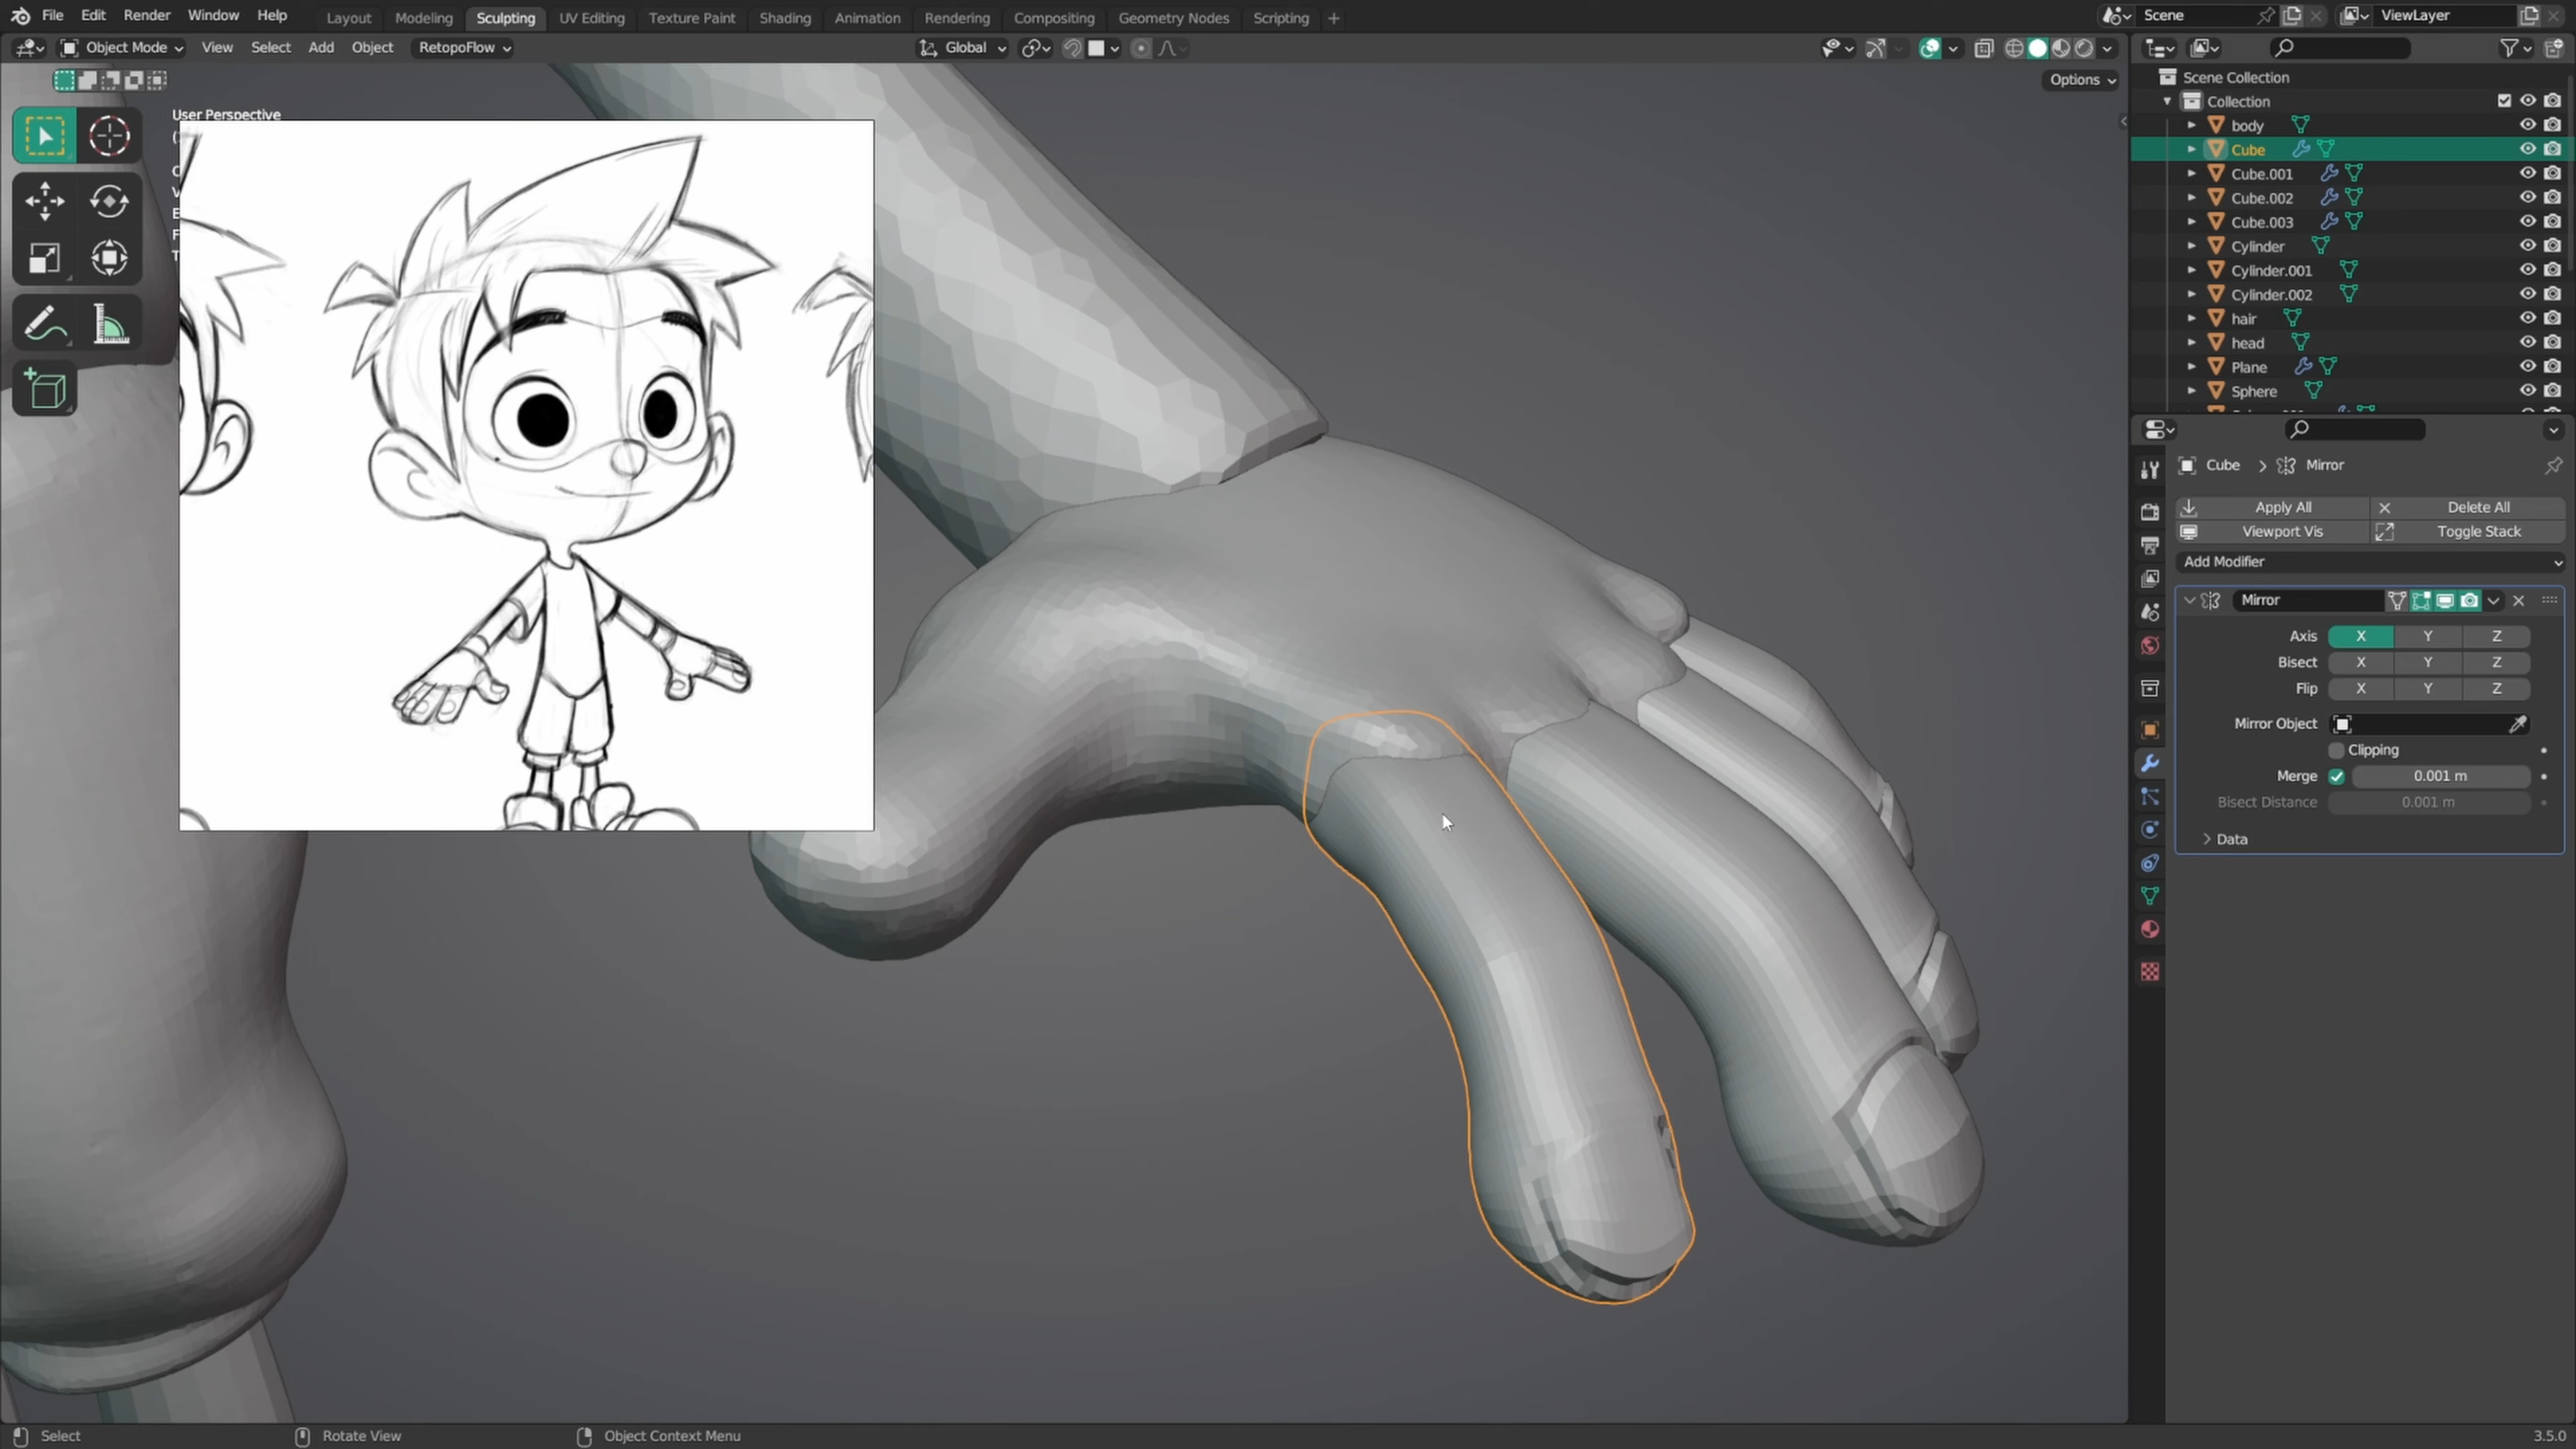 File Edit Render Window Help Layout Modeling Sculpting UV Editing Texture Paint Shading Animation Rendering Compositing Geometry Nodes Scripting + Scene ViewLayer
Object Mode View Select Add Object RetopoFlow Global
Options
User Perspective
(
O
V
E
F
T
Scene Collection
Collection
body
Cube
Cube.001
Cube.002
Cube.003
Cylinder
Cylinder.001
Cylinder.002
hair
head
Plane
Sphere
Cube > Mirror
Apply All Delete All
Viewport Vis Toggle Stack
Add Modifier
Mirror
Axis X Y Z
Bisect X Y Z
Flip X Y Z
Mirror Object
Clipping
Merge 0.001 m
Bisect Distance 0.001 m
Data
Select Rotate View Object Context Menu 3.5.0